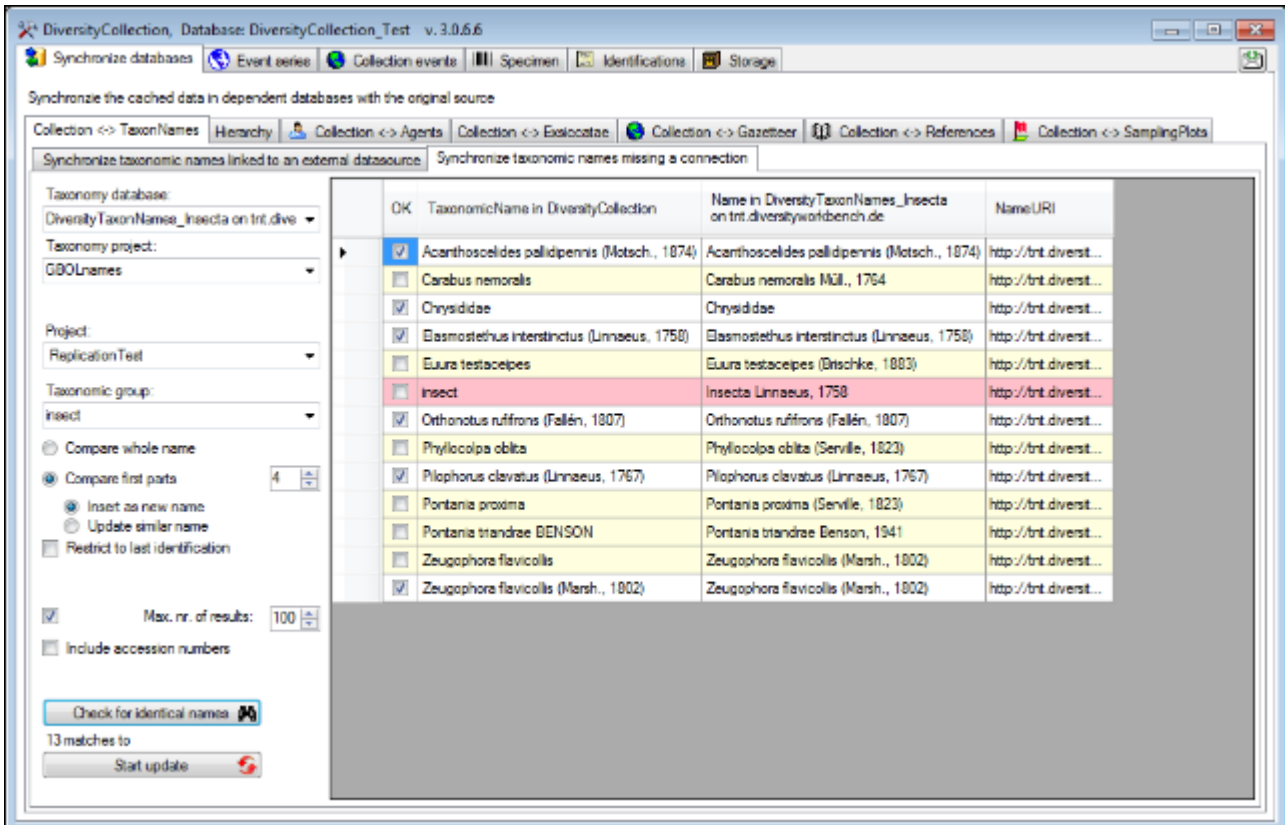 DiversityCollection, Database: DiversityCollection_Test v. 3.0.6.6
Synchronize databases Event series Collection events Specimen Identifications Storage
Synchronzie the cached data in dependent databases with the original source
Collection <-> TaxonNames Hierarchy Collection <-> Agents Collection <-> Exsiccatae Collection <-> Gazetteer Collection <-> References Collection <-> SamplingPlots
Synchronize taxonomic names linked to an external datasource Synchronize taxonomic names missing a connection
Taxonomy database:
DiversityTaxonNames_Insecta on tnt.dive
Taxonomy project:
GBOLnames
Project:
ReplicationTest
Taxonomic group:
insect
Compare whole name
Compare first parts 4
Insert as new name
Update similar name
Restrict to last identification
Max. nr. of results: 100
Include accession numbers
Check for identical names
13 matches to
Start update
OK TaxonomicName in DiversityCollection Name in DiversityTaxonNames_Insecta NameURI
on tnt.diversityworkbench.de
Acanthoscelides pallidipennis (Motsch., 1874) Acanthoscelides pallidipennis (Motsch., 1874) http://tnt.diversit...
Carabus nemoralis Carabus nemoralis Müll., 1764 http://tnt.diversit...
Chrysididae Chrysididae http://tnt.diversit...
Elasmostethus interstinctus (Linnaeus, 1758) Elasmostethus interstinctus (Linnaeus, 1758) http://tnt.diversit...
Euura testaceipes Euura testaceipes (Brischke, 1883) http://tnt.diversit...
insect Insecta Linnaeus, 1758 http://tnt.diversit...
Orthonotus rufifrons (Fallén, 1807) Orthonotus rufifrons (Fallén, 1807) http://tnt.diversit...
Phyllocolpa oblita Phyllocolpa oblita (Serville, 1823) http://tnt.diversit...
Pilophorus clavatus (Linnaeus, 1767) Pilophorus clavatus (Linnaeus, 1767) http://tnt.diversit...
Pontania proxima Pontania proxima (Serville, 1823) http://tnt.diversit...
Pontania triandrae BENSON Pontania triandrae Benson, 1941 http://tnt.diversit...
Zeugophora flavicollis Zeugophora flavicollis (Marsh., 1802) http://tnt.diversit...
Zeugophora flavicollis (Marsh., 1802) Zeugophora flavicollis (Marsh., 1802) http://tnt.diversit...